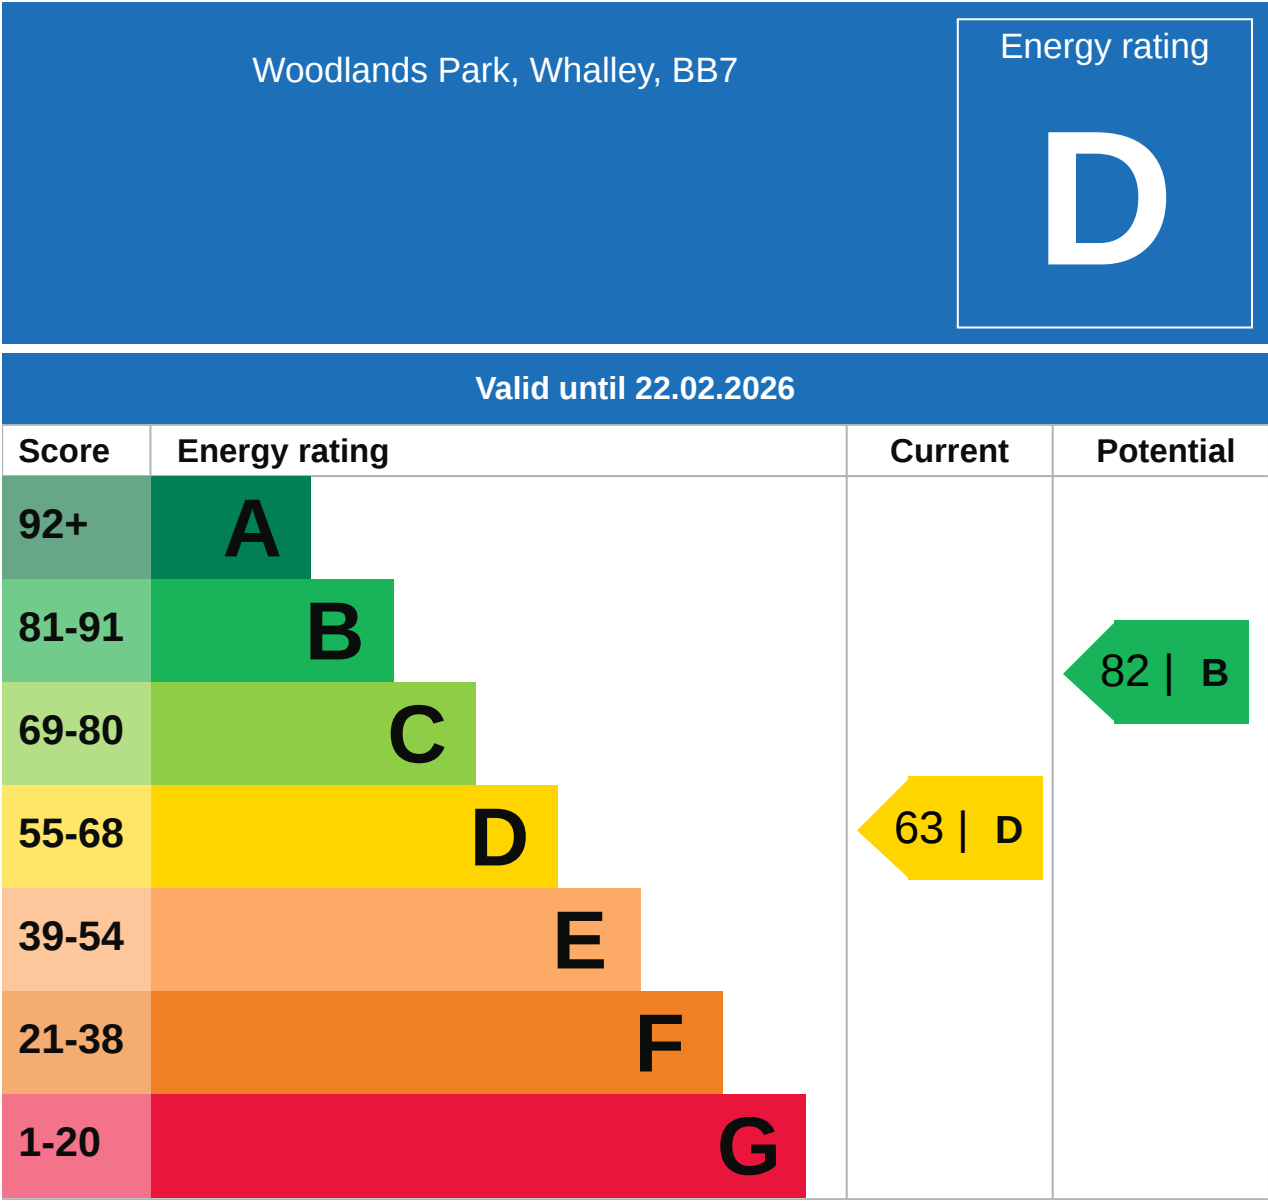 Woodlands Park, Whalley, BB7
Energy rating
D
Valid until 22.02.2026
Score Energy rating Current Potential
92+ A
81-91 B
82 | B
69-80 C
55-68 D
63 | D
39-54 E
21-38 F
1-20 G